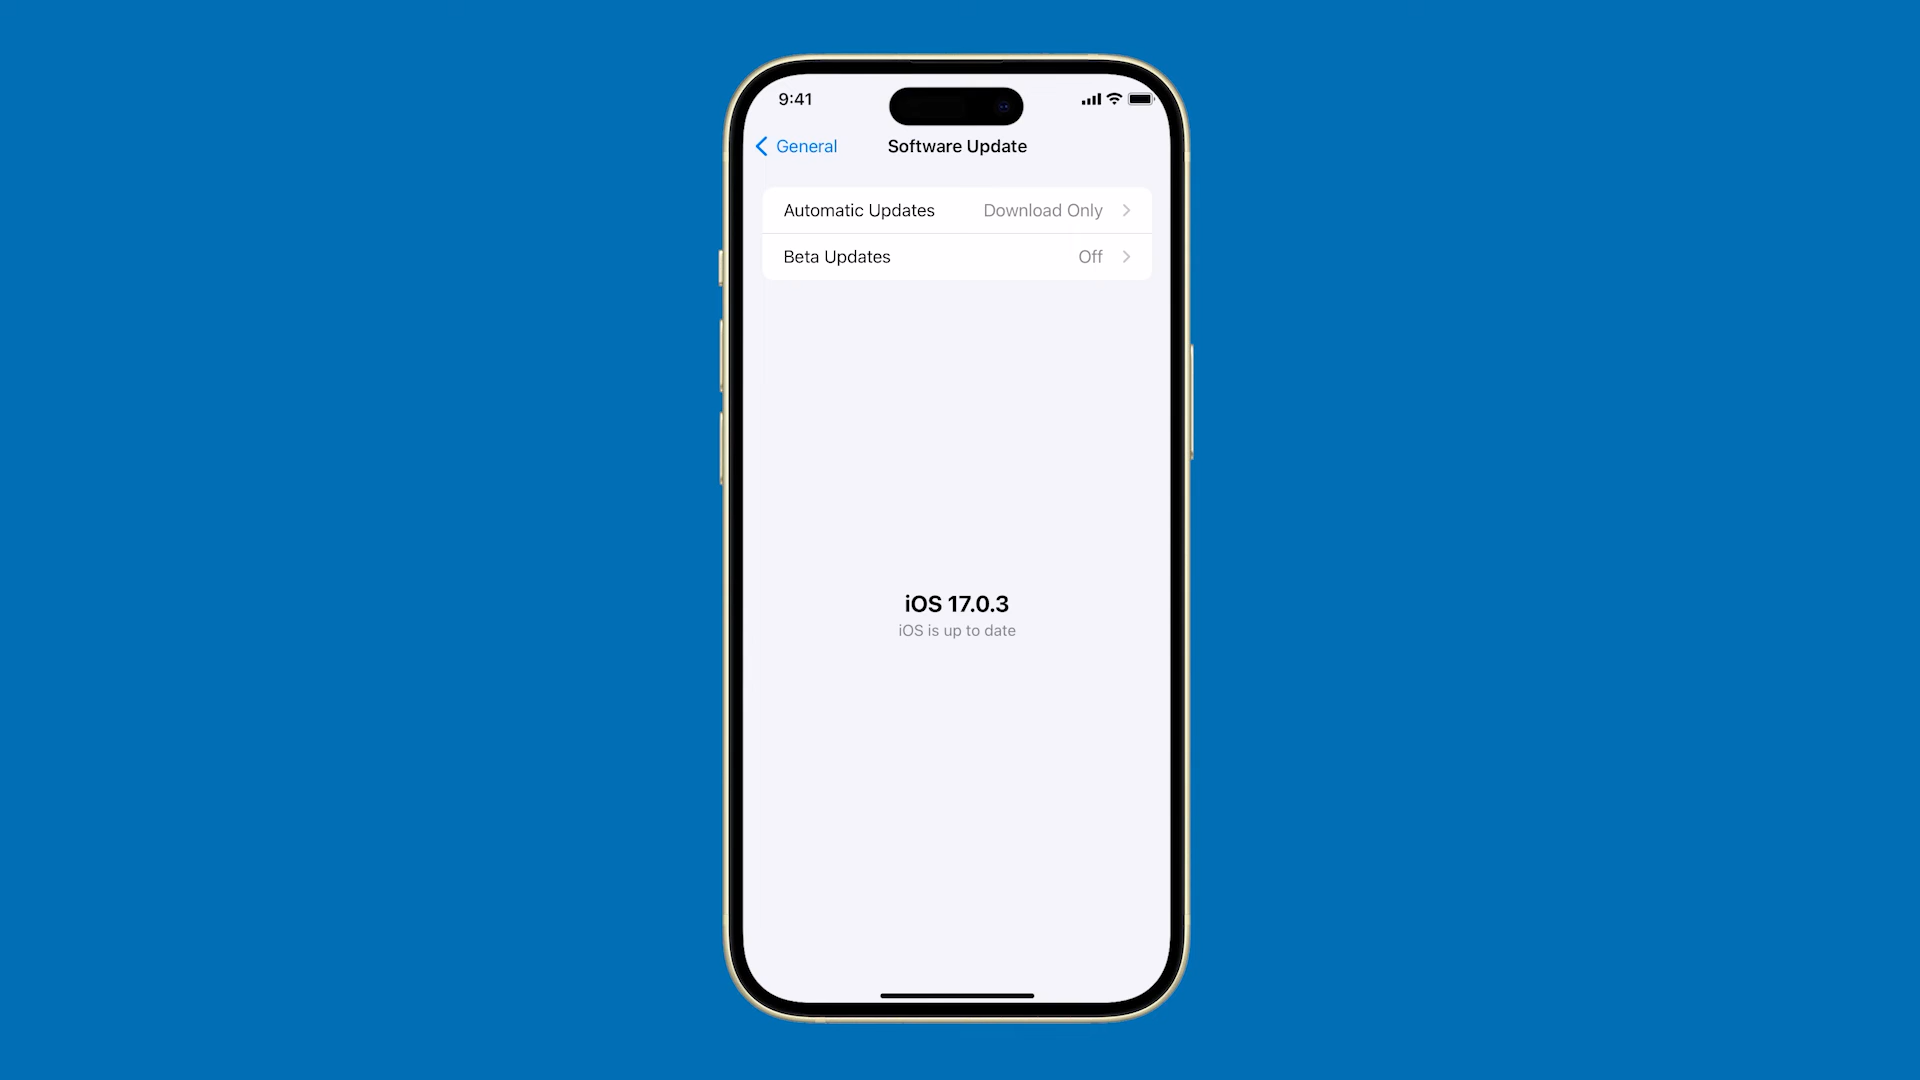 9:41
General
Software Update
Automatic Updates Download Only
Beta Updates Off
iOS 17.0.3
iOS is up to date